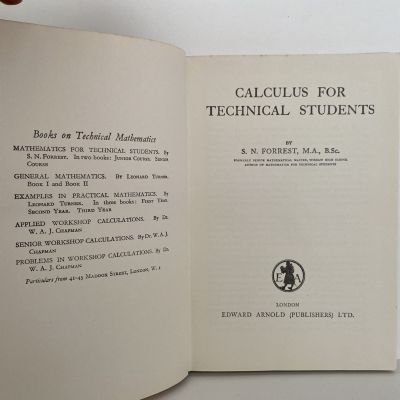 Books on Technical Mathematics
MATHEMATICS FOR TECHNICAL STUDENTS. By
S. N. Forrest. In two books: Junior Course. Senior
Course
GENERAL MATHEMATICS. By Leonard Turner.
Book I and Book II
EXAMPLES IN PRACTICAL MATHEMATICS. By
Leonard Turner. In three books: First Year.
Second Year. Third Year
APPLIED WORKSHOP CALCULATIONS. By Dr.
W. A. J. Chapman
SENIOR WORKSHOP CALCULATIONS. By Dr. W. A. J.
Chapman
PROBLEMS IN WORKSHOP CALCULATIONS. By Dr.
W. A. J. Chapman
Particulars from 41-43 Maddox Street, London, W. 1
CALCULUS FOR
TECHNICAL STUDENTS
BY
S. N. FORREST, M.A., B.Sc.
FORMERLY SENIOR MATHEMATICAL MASTER, HIGH SCHOOL
AUTHOR OF MATHEMATICS FOR TECHNICAL STUDENTS
E A
LONDON
EDWARD ARNOLD (PUBLISHERS) LTD.